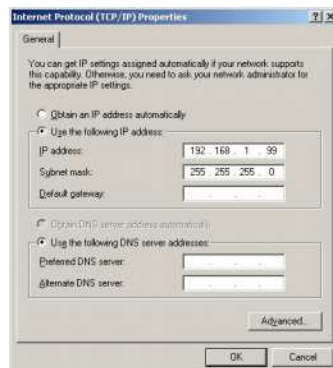 Internet Protocol (TCP/IP) Properties
General
You can get IP settings assigned automatically if your network supports
this capability. Otherwise, you need to ask your network administrator for
the appropriate IP settings.
Obtain an IP address automatically
Use the following IP address:
IP address: 192 . 168 . 1 . 99
Subnet mask: 255 . 255 . 255 . 0
Default gateway: . . .
Obtain DNS server address automatically
Use the following DNS server addresses:
Preferred DNS server: . . .
Alternate DNS server: . . .
Advanced...
OK Cancel